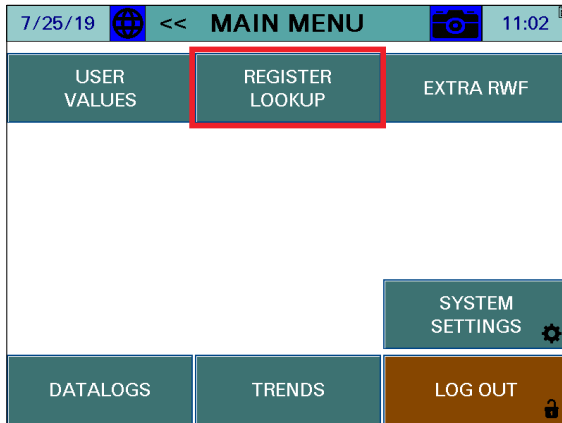 7/25/19 << MAIN MENU 11:02
USER
VALUES
REGISTER
LOOKUP
EXTRA RWF
SYSTEM
SETTINGS
DATALOGS
TRENDS
LOG OUT